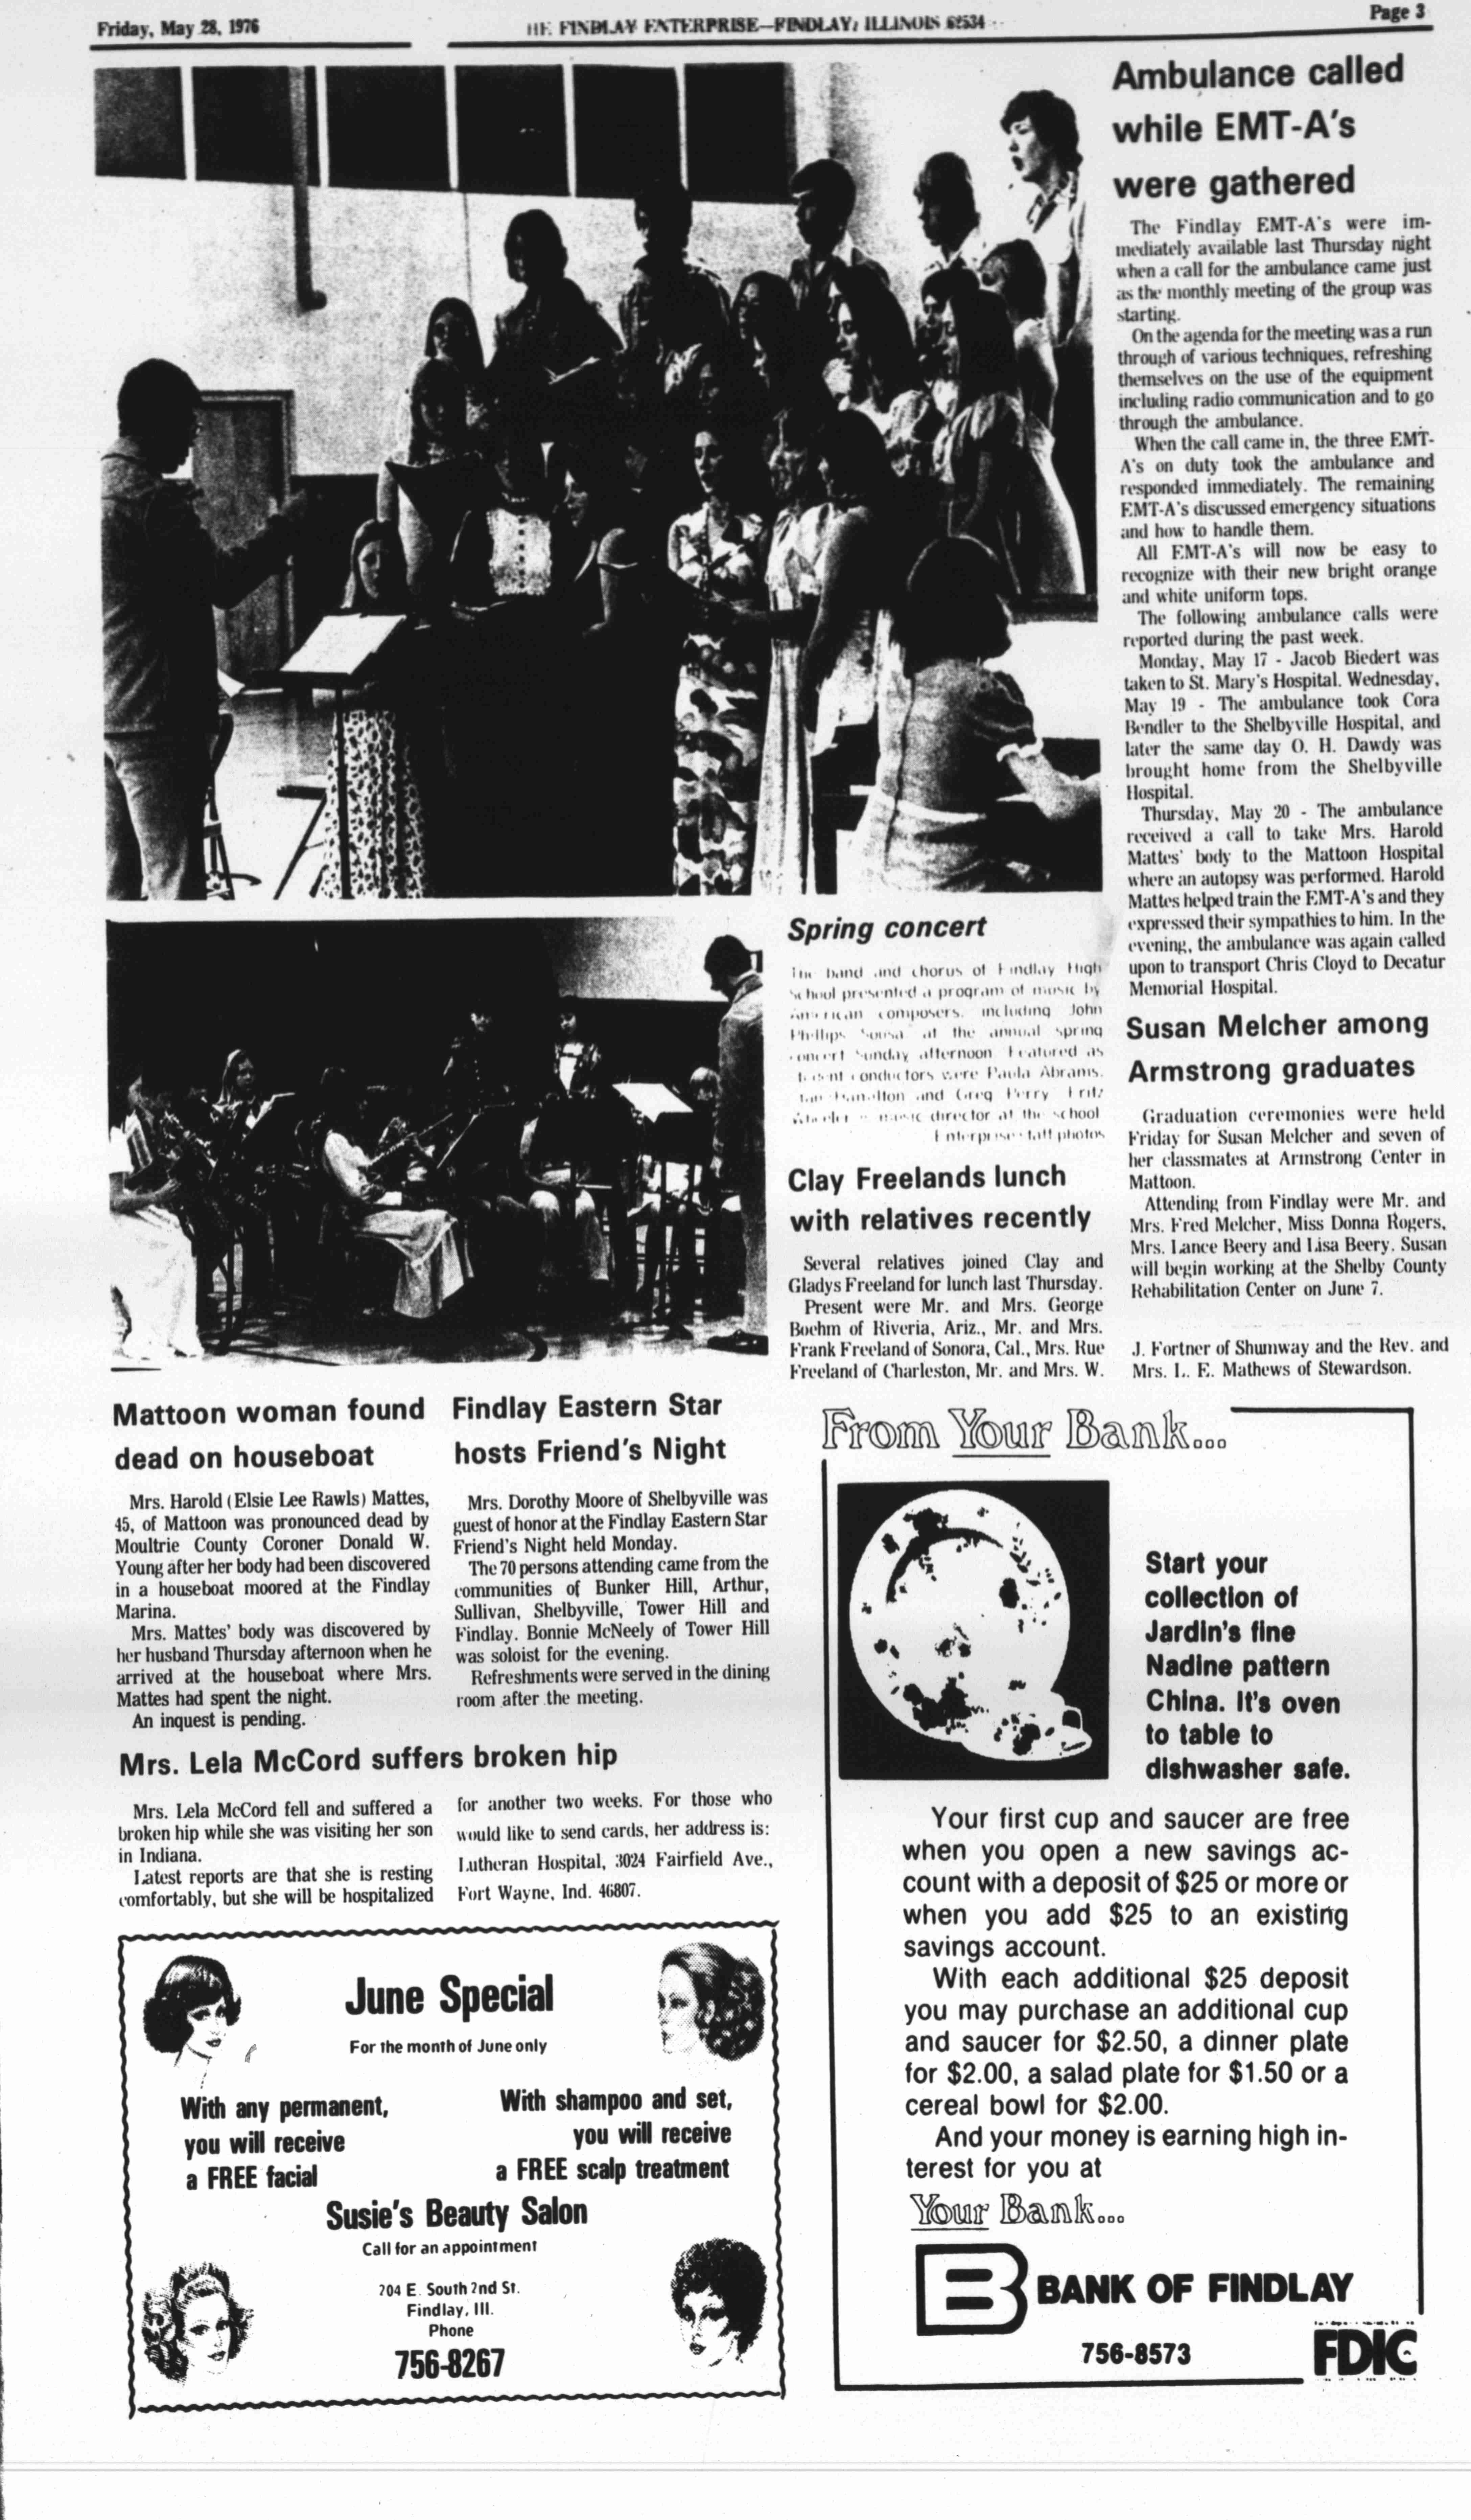 Friday, May 28, 1976
HE FINDLAY ENTERPRISE—FINDLAY, ILLINOIS 62534
Page 3
Ambulance called
while EMT-A's
were gathered
The Findlay EMT-A's were im-
mediately available last Thursday night
when a call for the ambulance came just
as the monthly meeting of the group was
starting.
On the agenda for the meeting was a run
through of various techniques, refreshing
themselves on the use of the equipment
including radio communication and to go
through the ambulance.
When the call came in, the three EMT-
A's on duty took the ambulance and
responded immediately. The remaining
EMT-A's discussed emergency situations
and how to handle them.
All EMT-A's will now be easy to
recognize with their new bright orange
and white uniform tops.
The following ambulance calls were
reported during the past week.
Monday, May 17 - Jacob Biedert was
taken to St. Mary's Hospital. Wednesday,
May 19 - The ambulance took Cora
Bendler to the Shelbyville Hospital, and
later the same day O. H. Dawdy was
brought home from the Shelbyville
Hospital.
Thursday, May 20 - The ambulance
received a call to take Mrs. Harold
Mattes' body to the Mattoon Hospital
where an autopsy was performed. Harold
Mattes helped train the EMT-A's and they
expressed their sympathies to him. In the
evening, the ambulance was again called
upon to transport Chris Cloyd to Decatur
Memorial Hospital.
Susan Melcher among
Armstrong graduates
Graduation ceremonies were held
Friday for Susan Melcher and seven of
her classmates at Armstrong Center in
Mattoon.
Attending from Findlay were Mr. and
Mrs. Fred Melcher, Miss Donna Rogers,
Mrs. Lance Beery and Lisa Beery. Susan
will begin working at the Shelby County
Rehabilitation Center on June 7.
Spring concert
The band and chorus of Findlay High
School presented a program of music by
American composers, including John
Phillips Sousa at the annual spring
concert Sunday afternoon. Featured as
conductors were Paula Abrams,
Hamilton and Greg Perry. Fritz
music director at the school.
Enterprise staff photos
Clay Freelands lunch
with relatives recently
Several relatives joined Clay and
Gladys Freeland for lunch last Thursday.
Present were Mr. and Mrs. George
Boehm of Riveria, Ariz., Mr. and Mrs.
Frank Freeland of Sonora, Cal., Mrs. Rue
Freeland of Charleston, Mr. and Mrs. W.
J. Fortner of Shumway and the Rev. and
Mrs. L. E. Mathews of Stewardson.
Mattoon woman found
dead on houseboat
Mrs. Harold (Elsie Lee Rawls) Mattes,
45, of Mattoon was pronounced dead by
Moultrie County Coroner Donald W.
Young after her body had been discovered
in a houseboat moored at the Findlay
Marina.
Mrs. Mattes' body was discovered by
her husband Thursday afternoon when he
arrived at the houseboat where Mrs.
Mattes had spent the night.
An inquest is pending.
Findlay Eastern Star
hosts Friend's Night
Mrs. Dorothy Moore of Shelbyville was
guest of honor at the Findlay Eastern Star
Friend's Night held Monday.
The 70 persons attending came from the
communities of Bunker Hill, Arthur,
Sullivan, Shelbyville, Tower Hill and
Findlay. Bonnie McNeely of Tower Hill
was soloist for the evening.
Refreshments were served in the dining
room after the meeting.
Mrs. Lela McCord suffers broken hip
Mrs. Lela McCord fell and suffered a
broken hip while she was visiting her son
in Indiana.
Latest reports are that she is resting
comfortably, but she will be hospitalized
for another two weeks. For those who
would like to send cards, her address is:
Lutheran Hospital, 3024 Fairfield Ave.,
Fort Wayne, Ind. 46807.
June Special
For the month of June only
With any permanent,
you will receive
a FREE facial
With shampoo and set,
you will receive
a FREE scalp treatment
Susie's Beauty Salon
Call for an appointment
204 E. South 2nd St.
Findlay, Ill.
Phone
756-8267
From Your Bank...
Start your
collection of
Jardin's fine
Nadine pattern
China. It's oven
to table to
dishwasher safe.
Your first cup and saucer are free
when you open a new savings ac-
count with a deposit of $25 or more or
when you add $25 to an existing
savings account.
With each additional $25 deposit
you may purchase an additional cup
and saucer for $2.50, a dinner plate
for $2.00, a salad plate for $1.50 or a
cereal bowl for $2.00.
And your money is earning high in-
terest for you at
Your Bank...
B BANK OF FINDLAY
756-8573
FDIC